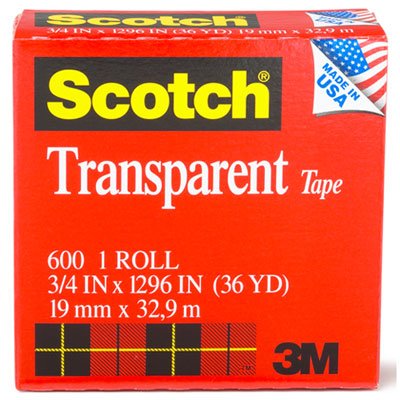 3/4 IN x 1296 IN (36 YD) 19 mm x 32,9 m
Scotch®
MADE IN
USA
Transparent Tape
600 1 ROLL
3/4 IN x 1296 IN (36 YD)
19 mm x 32,9 m
TM
3M